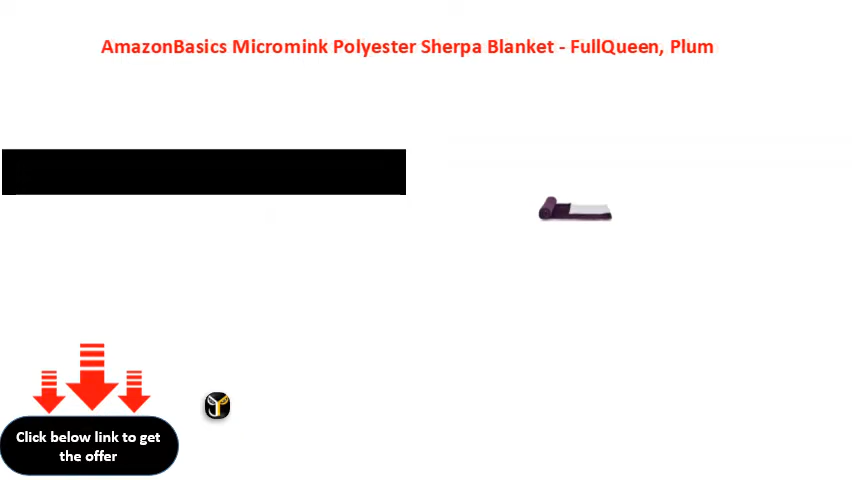 AmazonBasics Micromink Polyester Sherpa Blanket - FullQueen, Plum
Click below link to get
the offer